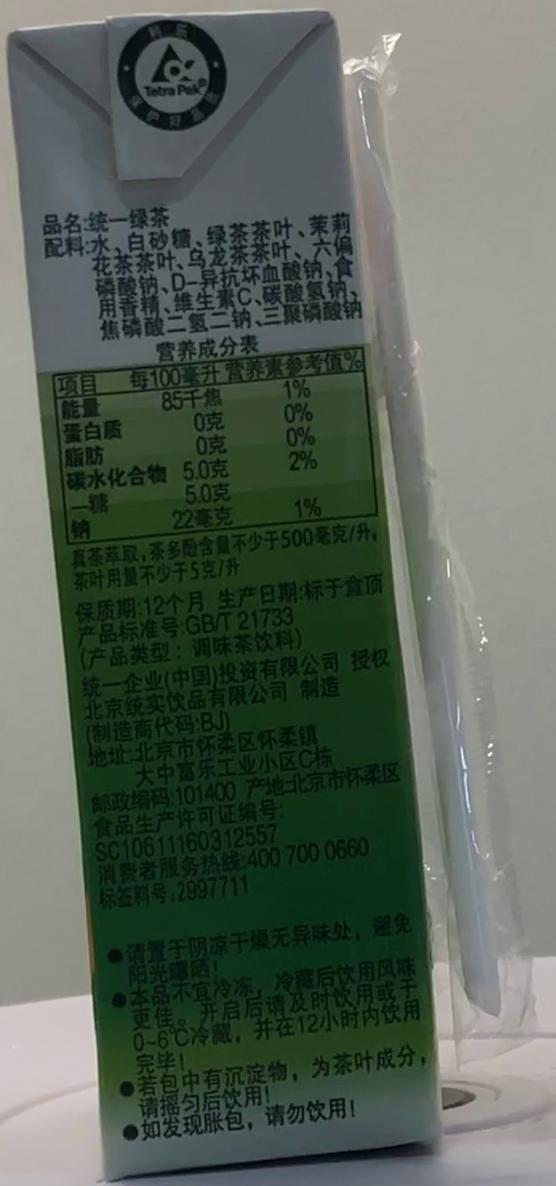 利乐
Tetra Pak®
保护好品质
品名:统一绿茶
配料:水、白砂糖、绿茶茶叶、茉莉
花茶茶叶、乌龙茶茶叶、六偏
磷酸钠、D-异抗坏血酸钠、食
用香精、维生素C、碳酸氢钠、
焦磷酸二氢二钠、三聚磷酸钠
营养成分表
项目 每100毫升 营养素参考值%
能量 85千焦 1%
蛋白质 0克 0%
脂肪 0克 0%
碳水化合物 5.0克 2%
—糖 5.0克
钠 22毫克 1%
真茶萃取,茶多酚含量不少于500毫克/升,
茶叶用量不少于5克/升
保质期:12个月 生产日期:标于盒顶
产品标准号:GB/T 21733
(产品类型:调味茶饮料)
统一企业(中国)投资有限公司 授权
北京统实饮品有限公司 制造
(制造商代码:BJ)
地址:北京市怀柔区怀柔镇
大中富乐工业小区C栋
邮政编码:101400 产地:北京市怀柔区
食品生产许可证编号:
SC10611160312557
消费者服务热线:400 700 0660
标签料号:2997711
●请置于阴凉干燥无异味处,避免
阳光曝晒!
●本品不宜冷冻,冷藏后饮用风味
更佳。开启后请及时饮用或于
0~6℃冷藏,并在12小时内饮用
完毕!
●若包中有沉淀物,为茶叶成分,
请摇匀后饮用!
●如发现胀包,请勿饮用!